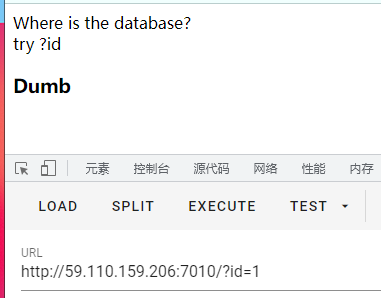 Where is the database?
try ?id
Dumb
元素 控制台 源代码 网络 性能 内存
LOAD SPLIT EXECUTE TEST
URL
http://59.110.159.206:7010/?id=1